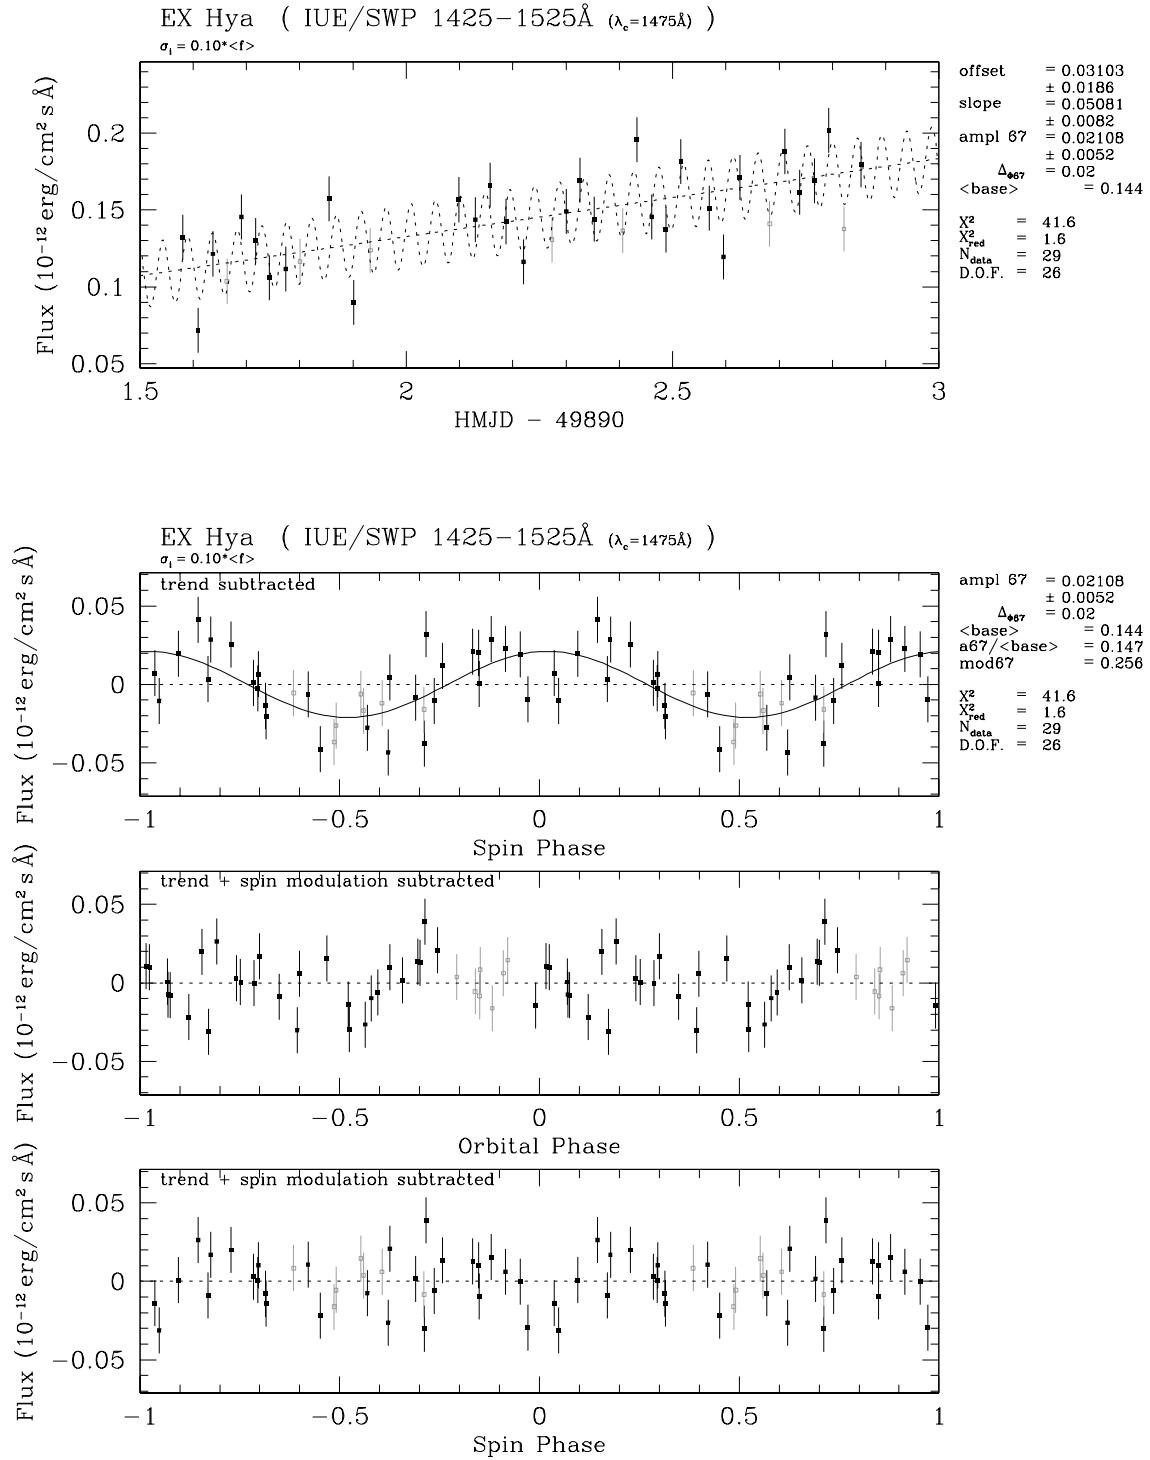 EX Hya ( IUE/SWP 1425−1525Å (λc=1475Å) )
σi = 0.10*<f>
Flux (10−12 erg/cm2 s Å)
0.2
0.15
0.1
0.05
1.5 2 2.5 3
HMJD − 49890
offset = 0.03103
± 0.0186
slope = 0.05081
± 0.0082
ampl 67 = 0.02108
± 0.0052
ΔΦ67 = 0.02
<base> = 0.144
X2 = 41.6
X2red = 1.6
Ndata = 29
D.O.F. = 26
EX Hya ( IUE/SWP 1425−1525Å (λc=1475Å) )
σi = 0.10*<f>
trend subtracted
Flux (10−12 erg/cm2 s Å)
0.05
0
−0.05
−1 −0.5 0 0.5 1
Spin Phase
ampl 67 = 0.02108
± 0.0052
ΔΦ67 = 0.02
<base> = 0.144
a67/<base> = 0.147
mod67 = 0.256
X2 = 41.6
X2red = 1.6
Ndata = 29
D.O.F. = 26
trend + spin modulation subtracted
Flux (10−12 erg/cm2 s Å)
0.05
0
−0.05
−1 −0.5 0 0.5 1
Orbital Phase
trend + spin modulation subtracted
Flux (10−12 erg/cm2 s Å)
0.05
0
−0.05
−1 −0.5 0 0.5 1
Spin Phase